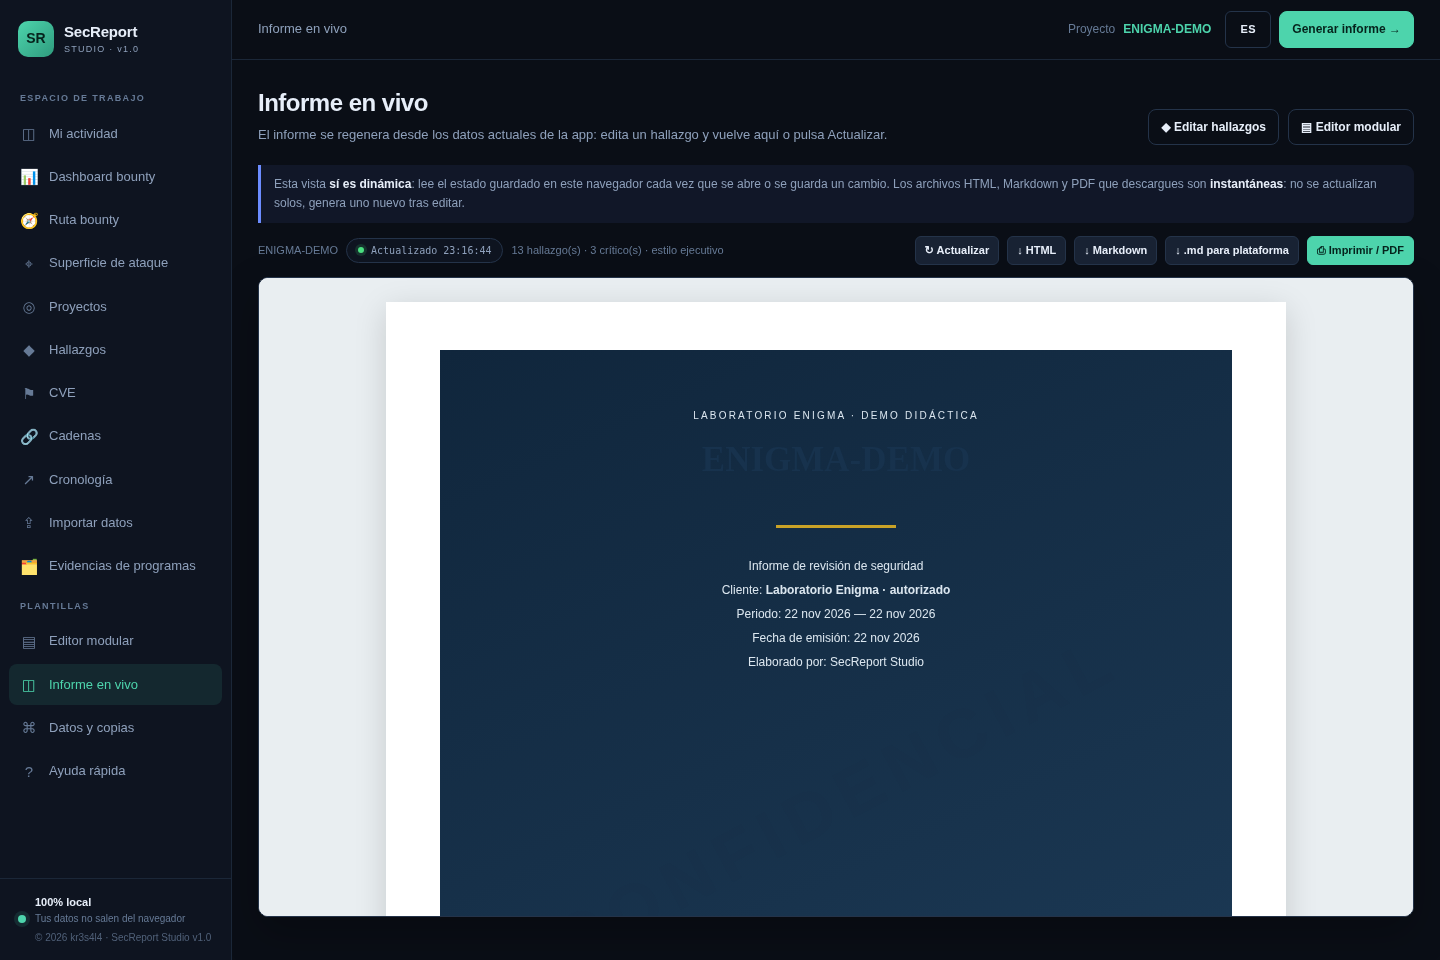 SR
SecReport
STUDIO · v1.0
ESPACIO DE TRABAJO
Mi actividad
Dashboard bounty
Ruta bounty
Superficie de ataque
Proyectos
Hallazgos
CVE
Cadenas
Cronología
Importar datos
Evidencias de programas
PLANTILLAS
Editor modular
Informe en vivo
Datos y copias
? Ayuda rápida
100% local
Tus datos no salen del navegador
© 2026 kr3s4l4 · SecReport Studio v1.0
Informe en vivo
Proyecto ENIGMA-DEMO
ES
Generar informe →
Informe en vivo
El informe se regenera desde los datos actuales de la app: edita un hallazgo y vuelve aquí o pulsa Actualizar.
◆ Editar hallazgos
▤ Editor modular
Esta vista sí es dinámica: lee el estado guardado en este navegador cada vez que se abre o se guarda un cambio. Los archivos HTML, Markdown y PDF que descargues son instantáneas: no se actualizan
solos, genera uno nuevo tras editar.
ENIGMA-DEMO
Actualizado 23:16:44
13 hallazgo(s) · 3 crítico(s) · estilo ejecutivo
↻ Actualizar
↓ HTML
↓ Markdown
↓ .md para plataforma
⎙ Imprimir / PDF
LABORATORIO ENIGMA · DEMO DIDÁCTICA
ENIGMA-DEMO
Informe de revisión de seguridad
Cliente: Laboratorio Enigma · autorizado
Periodo: 22 nov 2026 — 22 nov 2026
Fecha de emisión: 22 nov 2026
Elaborado por: SecReport Studio